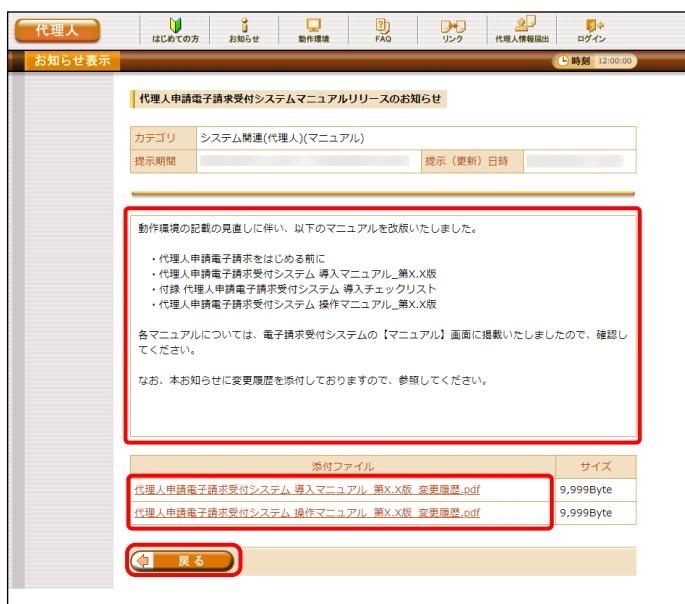 代理人
はじめての方 お知らせ 動作環境 FAQ リンク 代理人情報届出 ログイン
お知らせ表示
時刻 12:00:00
代理人申請電子請求受付システムマニュアルリリースのお知らせ
カテゴリ システム関連(代理人)(マニュアル)
提示期間 提示（更新）日時
動作環境の記載の見直しに伴い、以下のマニュアルを改版いたしました。
・代理人申請電子請求をはじめる前に
・代理人申請電子請求受付システム 導入マニュアル_第X.X版
・付録 代理人申請電子請求受付システム 導入チェックリスト
・代理人申請電子請求受付システム 操作マニュアル_第X.X版
各マニュアルについては、電子請求受付システムの【マニュアル】画面に掲載いたしましたので、確認し
てください。
なお、本お知らせに変更履歴を添付しておりますので、参照してください。
添付ファイル サイズ
代理人申請電子請求受付システム 導入マニュアル_第X.X版_変更履歴.pdf 9,999Byte
代理人申請電子請求受付システム 操作マニュアル_第X.X版_変更履歴.pdf 9,999Byte
戻る